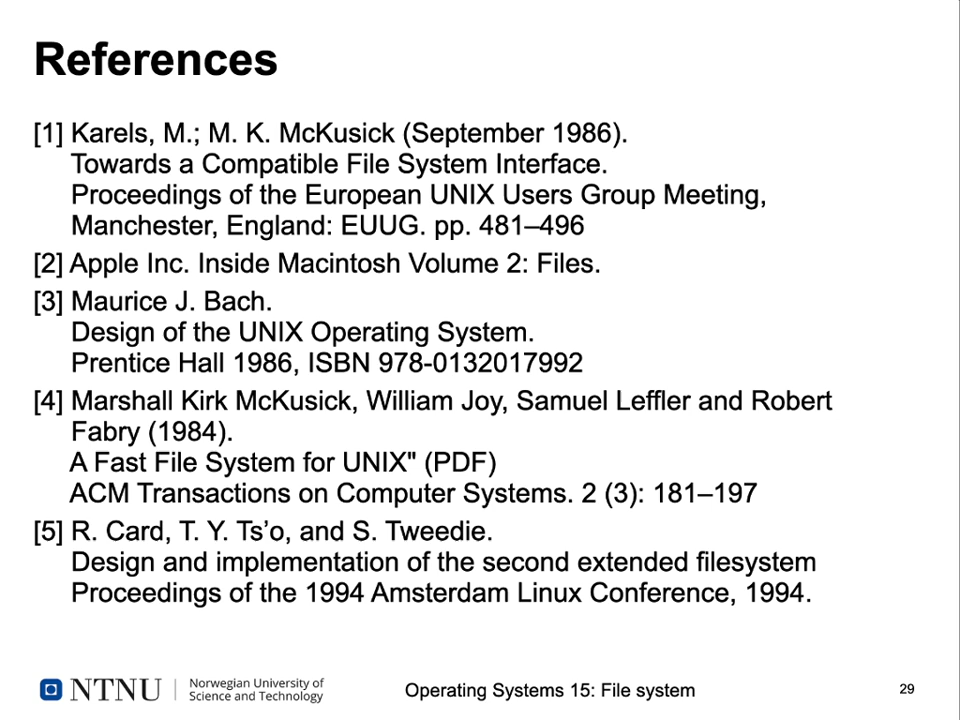 References
[1] Karels, M.; M. K. McKusick (September 1986).
Towards a Compatible File System Interface.
Proceedings of the European UNIX Users Group Meeting,
Manchester, England: EUUG. pp. 481–496
[2] Apple Inc. Inside Macintosh Volume 2: Files.
[3] Maurice J. Bach.
Design of the UNIX Operating System.
Prentice Hall 1986, ISBN 978-0132017992
[4] Marshall Kirk McKusick, William Joy, Samuel Leffler and Robert
Fabry (1984).
A Fast File System for UNIX" (PDF)
ACM Transactions on Computer Systems. 2 (3): 181–197
[5] R. Card, T. Y. Ts’o, and S. Tweedie.
Design and implementation of the second extended filesystem
Proceedings of the 1994 Amsterdam Linux Conference, 1994.
NTNU
Norwegian University of
Science and Technology
Operating Systems 15: File system
29